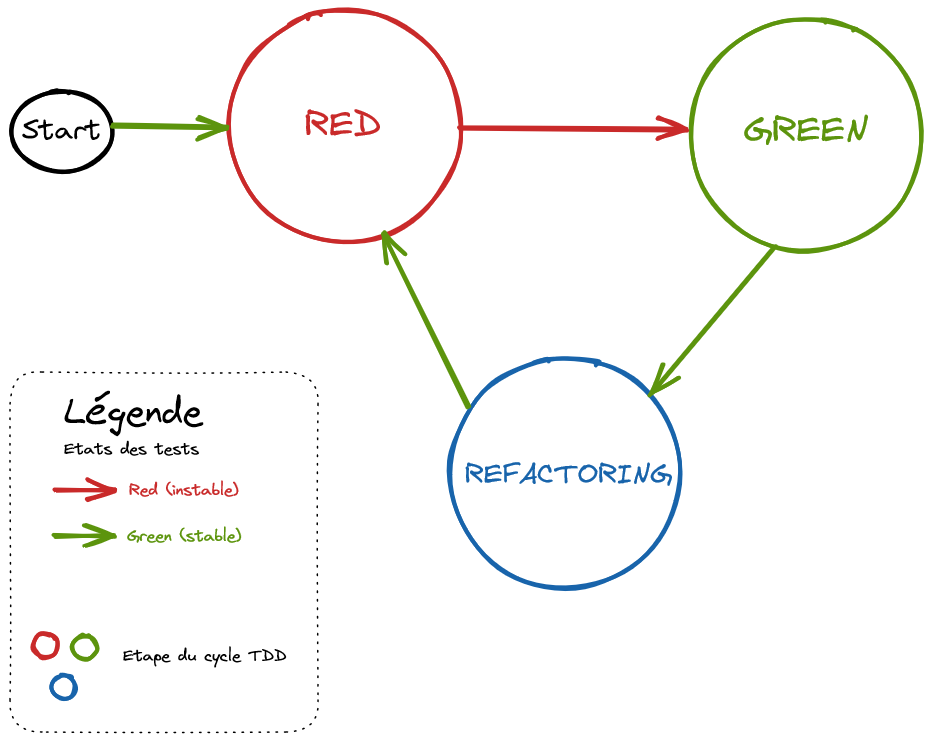 Start
RED
GREEN
REFACTORING
Légende
Etats des tests
Red (instable)
Green (stable)
Etape du cycle TDD